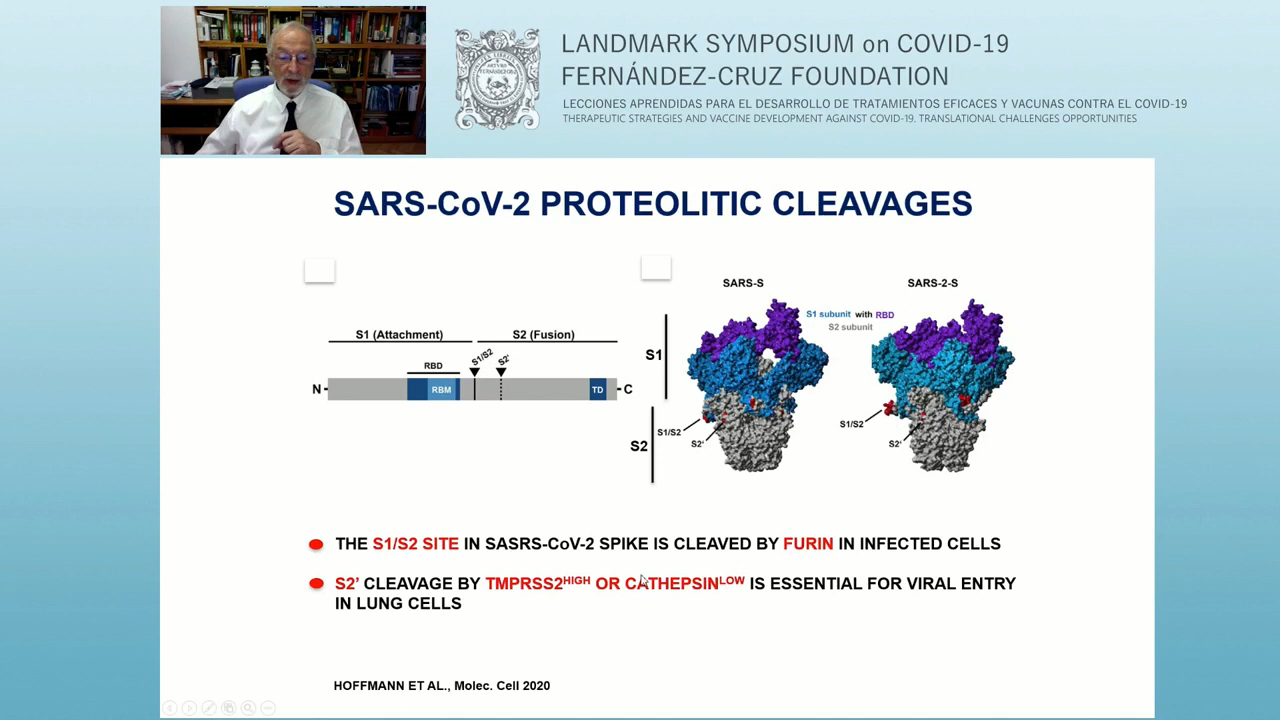 LANDMARK SYMPOSIUM on COVID-19
FERNÁNDEZ-CRUZ FOUNDATION
LECCIONES APRENDIDAS PARA EL DESARROLLO DE TRATAMIENTOS EFICACES Y VACUNAS CONTRA EL COVID-19
THERAPEUTIC STRATEGIES AND VACCINE DEVELOPMENT AGAINST COVID-19. TRANSLATIONAL CHALLENGES OPPORTUNITIES
SARS-CoV-2 PROTEOLITIC CLEAVAGES
S1 (Attachment) S2 (Fusion)
RBD S1/S2 S2'
N RBM TD C
SARS-S SARS-2-S
S1 subunit with RBD
S2 subunit
S1
S2
S1/S2
S2'
S1/S2
S2'
THE S1/S2 SITE IN SASRS-CoV-2 SPIKE IS CLEAVED BY FURIN IN INFECTED CELLS
S2’ CLEAVAGE BY TMPRSS2HIGH OR CATHEPSINLOW IS ESSENTIAL FOR VIRAL ENTRY
IN LUNG CELLS
HOFFMANN ET AL., Molec. Cell 2020